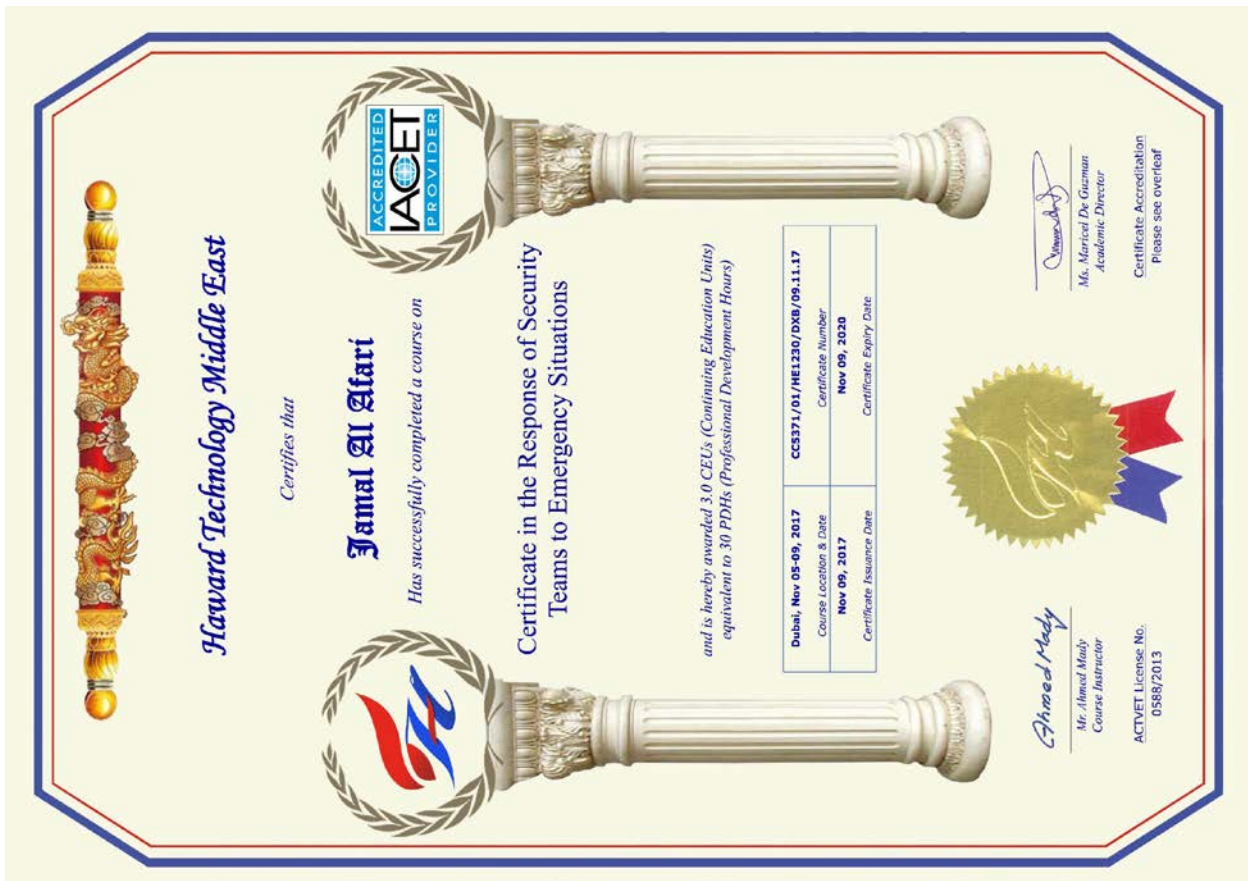 Haward Technology Middle East
Certifies that
Jamal Al Afari
Has successfully completed a course on
ACCREDITED
IACET
PROVIDER
Certificate in the Response of Security
Teams to Emergency Situations
and is hereby awarded 3.0 CEUs (Continuing Education Units)
equivalent to 30 PDHs (Professional Development Hours)
Dubai, Nov 05-09, 2017
Course Location & Date
CC5371/01/HE1230/DXB/09.11.17
Certificate Number
Nov 09, 2017
Certificate Issuance Date
Nov 09, 2020
Certificate Expiry Date
Ahmed Mady
Mr. Ahmed Mady
Course Instructor
ACTVET License No.
0588/2013
Ms. Maricel De Guzman
Academic Director
Certificate Accreditation
Please see overleaf